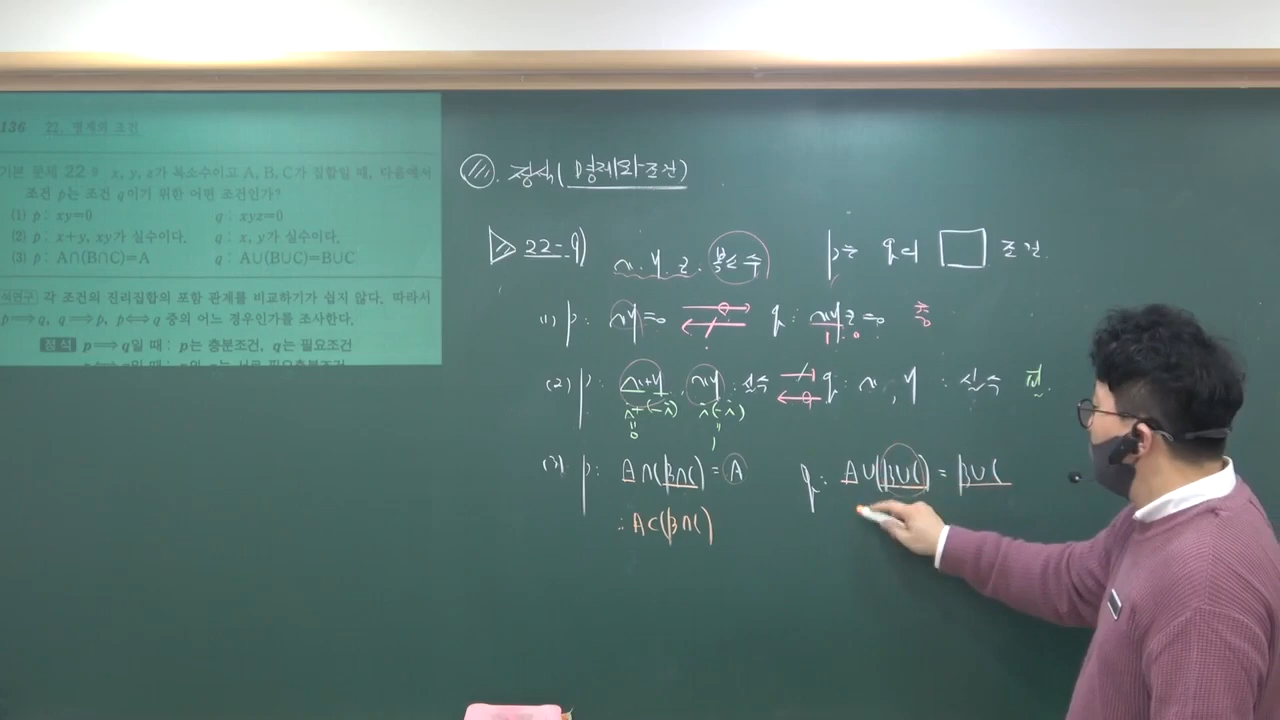 136 22. 명제와 조건
기본 문제 22-9 x, y, z가 복소수이고 A, B, C가 집합일 때, 다음에서
조건 p는 조건 q이기 위한 어떤 조건인가?
(1) p : xy=0 q : xyz=0
(2) p : x+y, xy가 실수이다. q : x, y가 실수이다.
(3) p : A∩(B∩C)=A q : A∪(B∪C)=B∪C
각 조건의 진리집합의 포함 관계를 비교하기가 쉽지 않다. 따라서
p⟹q, q⟹p, p⟺q 중의 어느 경우인가를 조사한다.
정석 p⟹q일 때 : p는 충분조건, q는 필요조건
정석(명제와 조건)
22-9)
x, y, z. 복소수 p는 q의 □ 조건.
(1) p : xy=0 q : xyz=0 충
(2) p : x+y, xy : 실수 q : x, y : 실수 필
i+(-i) i(-i)
0 1
(3) p : A∩(B∩C)=A q : A∪(B∪C) = B∪C
∴ A⊂(B∩C)